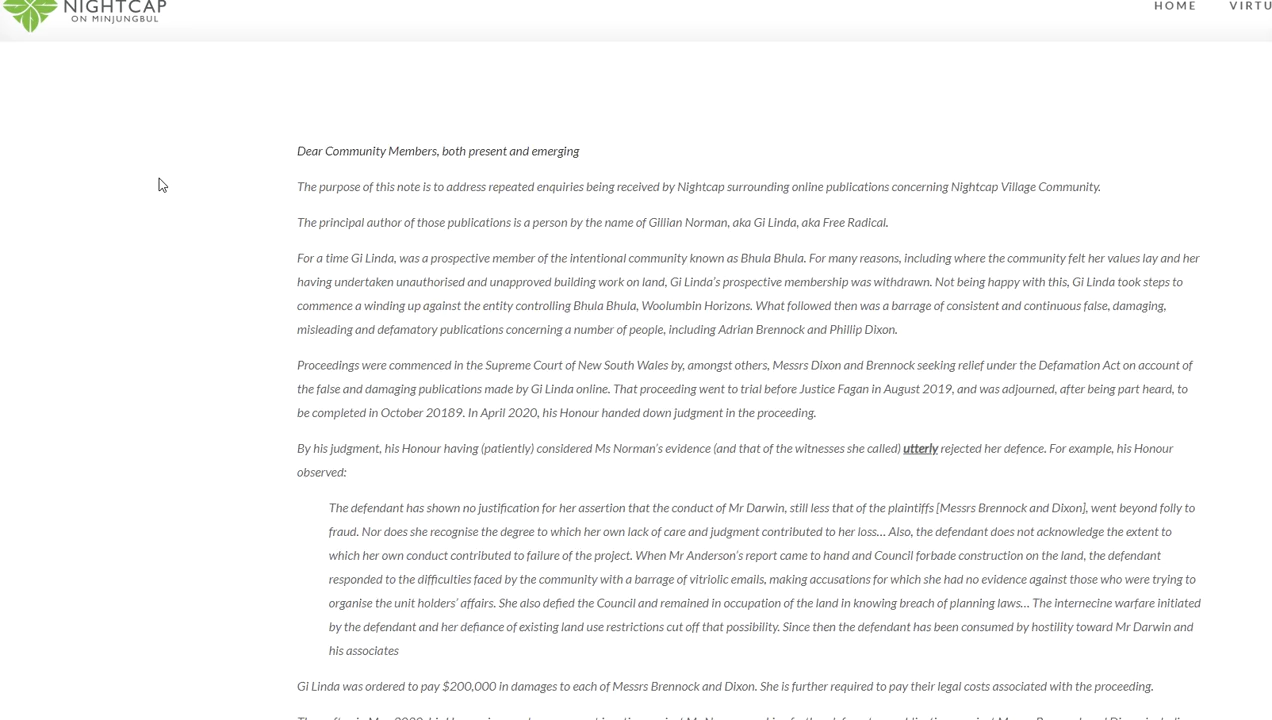 NIGHTCAP
ON MINJUNGBUL
HOME
VIRTU
Dear Community Members, both present and emerging
The purpose of this note is to address repeated enquiries being received by Nightcap surrounding online publications concerning Nightcap Village Community.
The principal author of those publications is a person by the name of Gillian Norman, aka Gi Linda, aka Free Radical.
For a time Gi Linda, was a prospective member of the intentional community known as Bhula Bhula. For many reasons, including where the community felt her values lay and her
having undertaken unauthorised and unapproved building work on land, Gi Linda's prospective membership was withdrawn. Not being happy with this, Gi Linda took steps to
commence a winding up against the entity controlling Bhula Bhula, Woolumbin Horizons. What followed then was a barrage of consistent and continuous false, damaging,
misleading and defamatory publications concerning a number of people, including Adrian Brennock and Phillip Dixon.
Proceedings were commenced in the Supreme Court of New South Wales by, amongst others, Messrs Dixon and Brennock seeking relief under the Defamation Act on account of
the false and damaging publications made by Gi Linda online. That proceeding went to trial before Justice Fagan in August 2019, and was adjourned, after being part heard, to
be completed in October 20189. In April 2020, his Honour handed down judgment in the proceeding.
By his judgment, his Honour having (patiently) considered Ms Norman's evidence (and that of the witnesses she called) utterly rejected her defence. For example, his Honour
observed:
The defendant has shown no justification for her assertion that the conduct of Mr Darwin, still less that of the plaintiffs [Messrs Brennock and Dixon], went beyond folly to
fraud. Nor does she recognise the degree to which her own lack of care and judgment contributed to her loss… Also, the defendant does not acknowledge the extent to
which her own conduct contributed to failure of the project. When Mr Anderson's report came to hand and Council forbade construction on the land, the defendant
responded to the difficulties faced by the community with a barrage of vitriolic emails, making accusations for which she had no evidence against those who were trying to
organise the unit holders' affairs. She also defied the Council and remained in occupation of the land in knowing breach of planning laws… The internecine warfare initiated
by the defendant and her defiance of existing land use restrictions cut off that possibility. Since then the defendant has been consumed by hostility toward Mr Darwin and
his associates
Gi Linda was ordered to pay $200,000 in damages to each of Messrs Brennock and Dixon. She is further required to pay their legal costs associated with the proceeding.